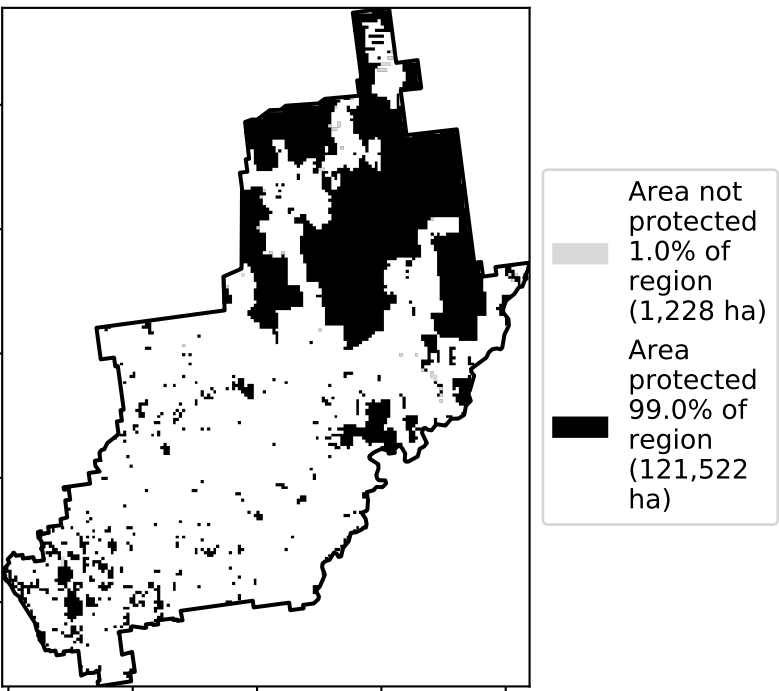 Area not
protected
1.0% of
region
(1,228 ha)
Area
protected
99.0% of
region
(121,522
ha)